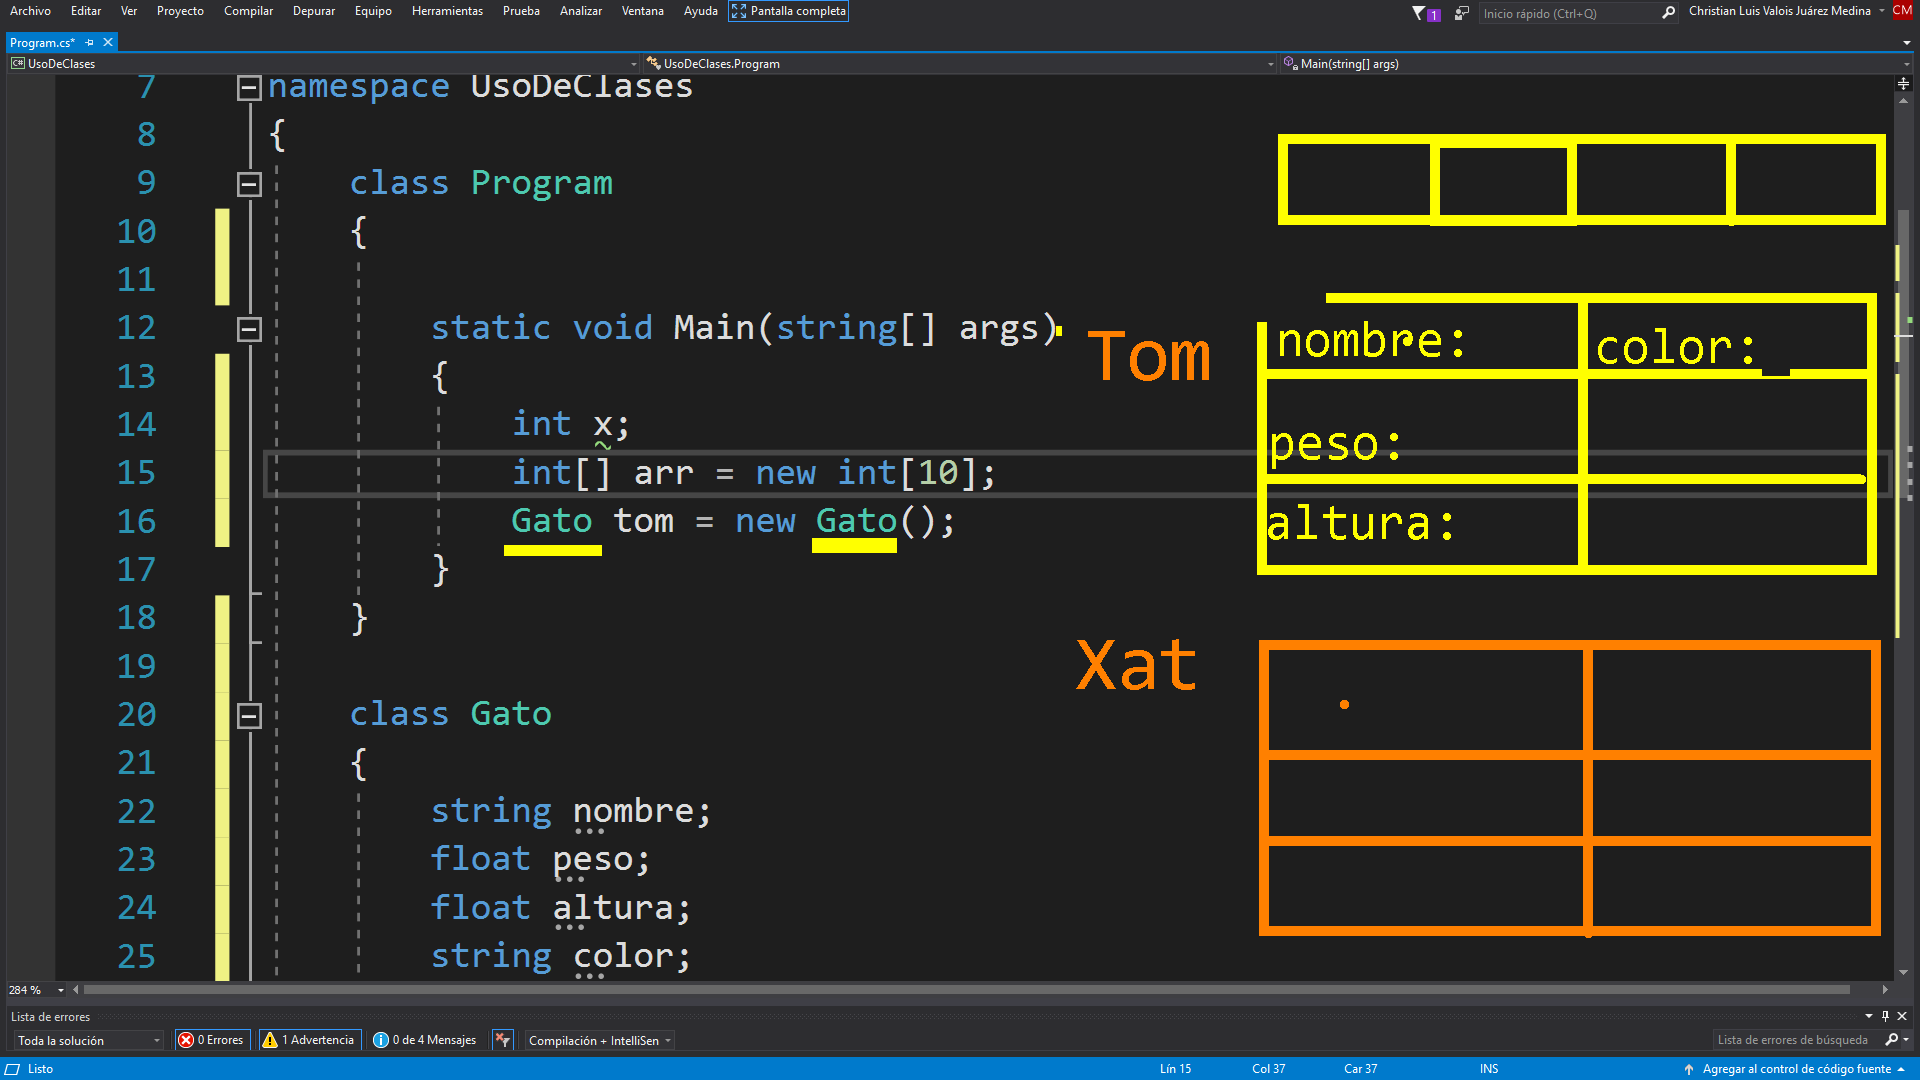 Archivo Editar Ver Proyecto Compilar Depurar Equipo Herramientas Prueba Analizar Ventana Ayuda Pantalla completa 1 Inicio rápido (Ctrl+Q) Christian Luis Valois Juárez Medina CM
Program.cs*
C# UsoDeClases UsoDeClases.Program Main(string[] args)
7 namespace UsoDeClases
8 {
9 class Program
10 {
11
12 static void Main(string[] args)
13 {
14 int x;
15 int[] arr = new int[10];
16 Gato tom = new Gato();
17 }
18 }
19
20 class Gato
21 {
22 string nombre;
23 float peso;
24 float altura;
25 string color;
Tom
nombre: color:
peso:
altura:
Xat
284 %
Lista de errores
Toda la solución 0 Errores 1 Advertencia 0 de 4 Mensajes Compilación + IntelliSen Lista de errores de búsqueda
Listo Lín 15 Col 37 Car 37 INS Agregar al control de código fuente